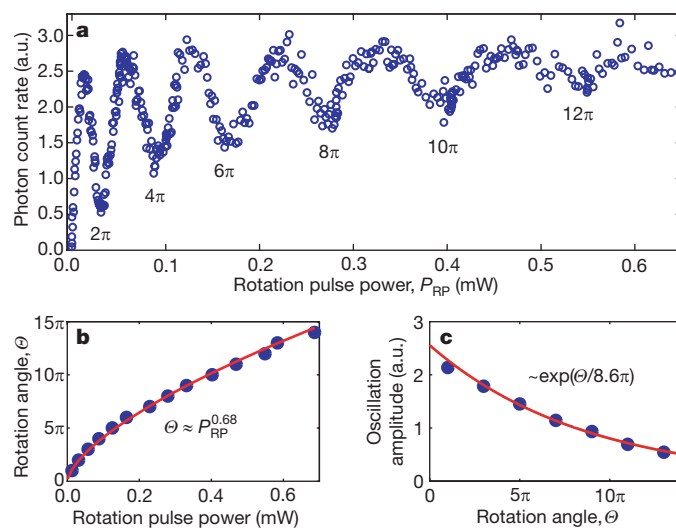 a
Photon count rate (a.u.)
3.0
2.5
2.0
1.5
1.0
0.5
0.0
2π
4π
6π
8π
10π
12π
0.0 0.1 0.2 0.3 0.4 0.5 0.6
Rotation pulse power, P_RP (mW)
b
Rotation angle, Θ
15π
10π
5π
0
Θ ≈ P_RP^0.68
0.0 0.2 0.4 0.6
Rotation pulse power (mW)
c
Oscillation
amplitude (a.u.)
3
2
1
0
~exp(Θ/8.6π)
5π 10π
Rotation angle, Θ